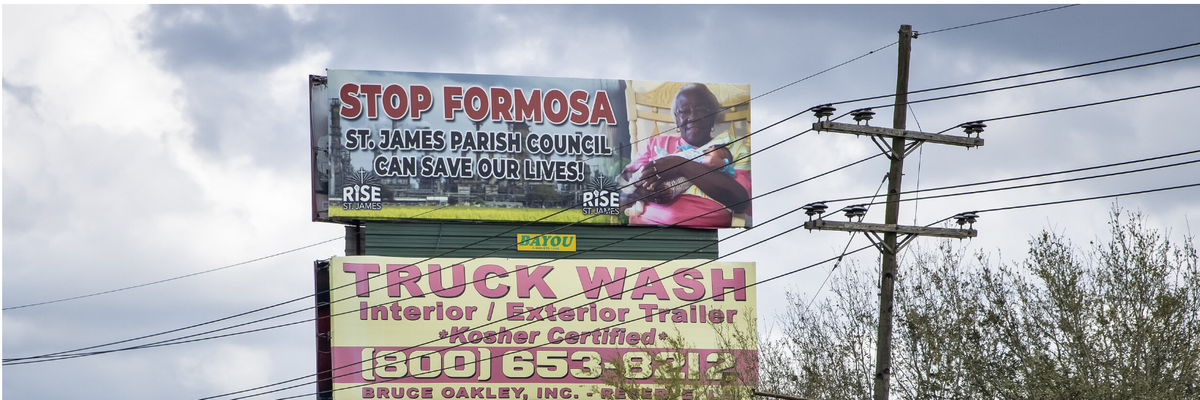 STOP FORMOSA
ST. JAMES PARISH COUNCIL
CAN SAVE OUR LIVES!
RISE
ST. JAMES
RISE
ST. JAMES
BAYOU
TRUCK WASH
Interior / Exterior Trailer
*Kosher Certified*
(800) 653-8212
BRUCE OAKLEY, INC. -